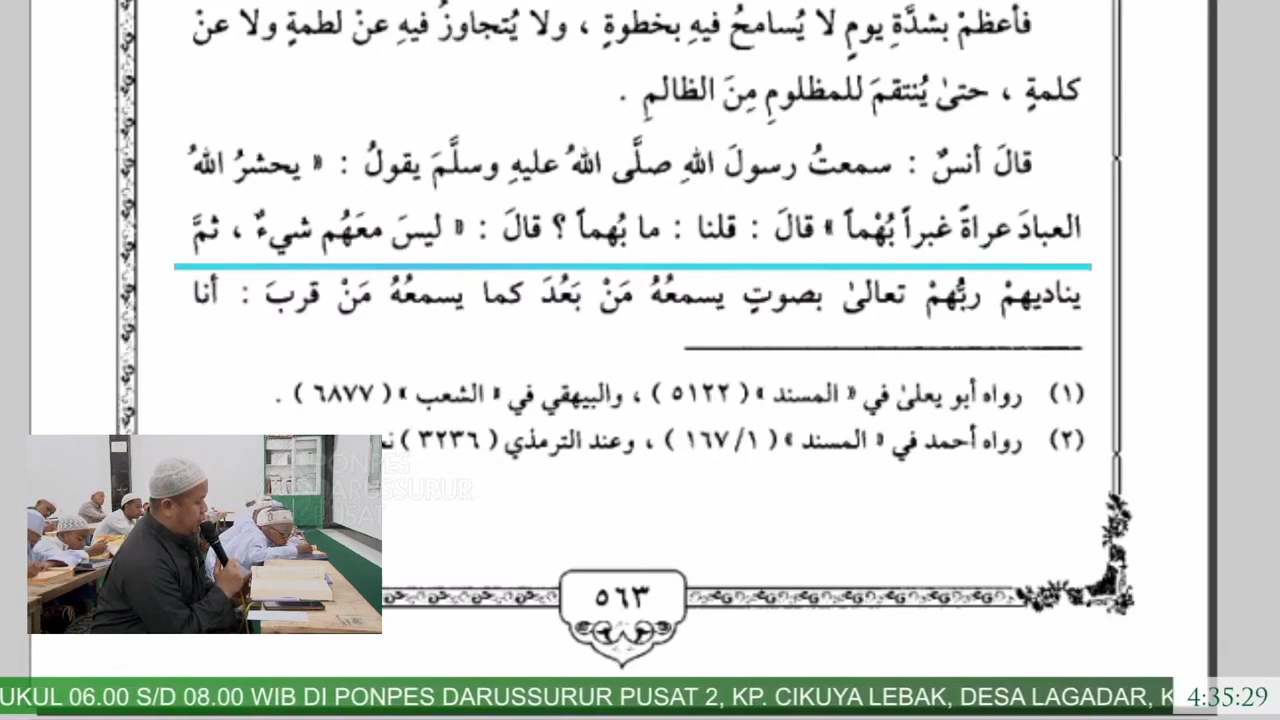 فأعظمْ بشدَّةِ يومٍ لا يُسامحُ فيهِ بخطوةٍ ، ولا يُتجاوزُ فيهِ عنْ لطمةٍ ولا عنْ
كلمةٍ ، حتىٰ يُنتقمَ للمظلومِ مِنَ الظالمِ .
قالَ أنسٌ : سمعتُ رسولَ اللهِ صلَّى اللهُ عليهِ وسلَّمَ يقولُ : « يحشرُ اللهُ
العبادَ عراةً غبراً بُهْماً » قالَ : قلنا : ما بُهماً ؟ قالَ : « ليسَ معَهُم شيءٌ ، ثمَّ
يناديهمْ ربُّهمْ تعالىٰ بصوتٍ يسمعُهُ مَنْ بَعُدَ كما يسمعُهُ مَنْ قربَ : أنا
(١) رواه أبو يعلىٰ في « المسند » ( ٥١٢٢ ) ، والبيهقي في « الشعب » ( ٦٨٧٧ ) .
(٢) رواه أحمد في « المسند » ( ١/ ١٦٧ ) ، وعند الترمذي ( ٣٢٣٦ )
PONPES
DARUSSURUR
PUSAT
٥٦٣
UKUL 06.00 S/D 08.00 WIB DI PONPES DARUSSURUR PUSAT 2, KP. CIKUYA LEBAK, DESA LAGADAR, K
4:35:29